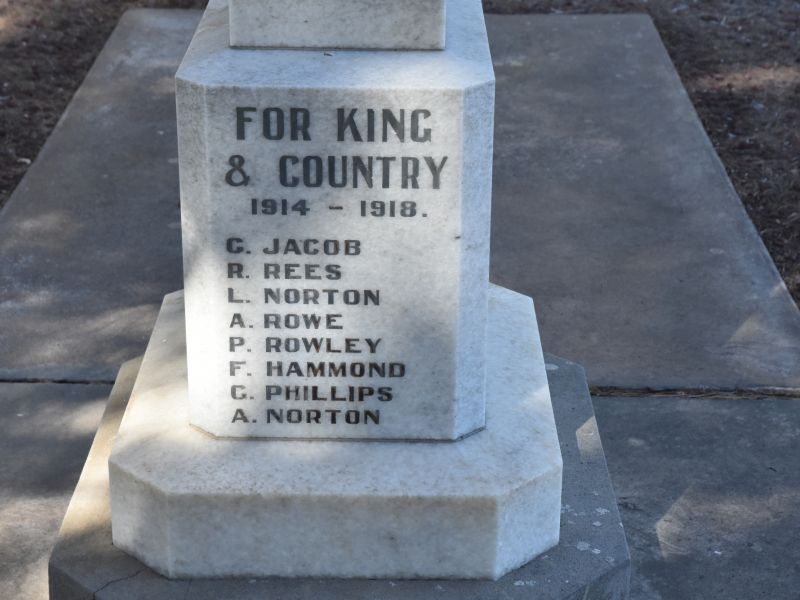 FOR KING
& COUNTRY
1914 - 1918.
G. JACOB
R. REES
L. NORTON
A. ROWE
P. ROWLEY
F. HAMMOND
G. PHILLIPS
A. NORTON